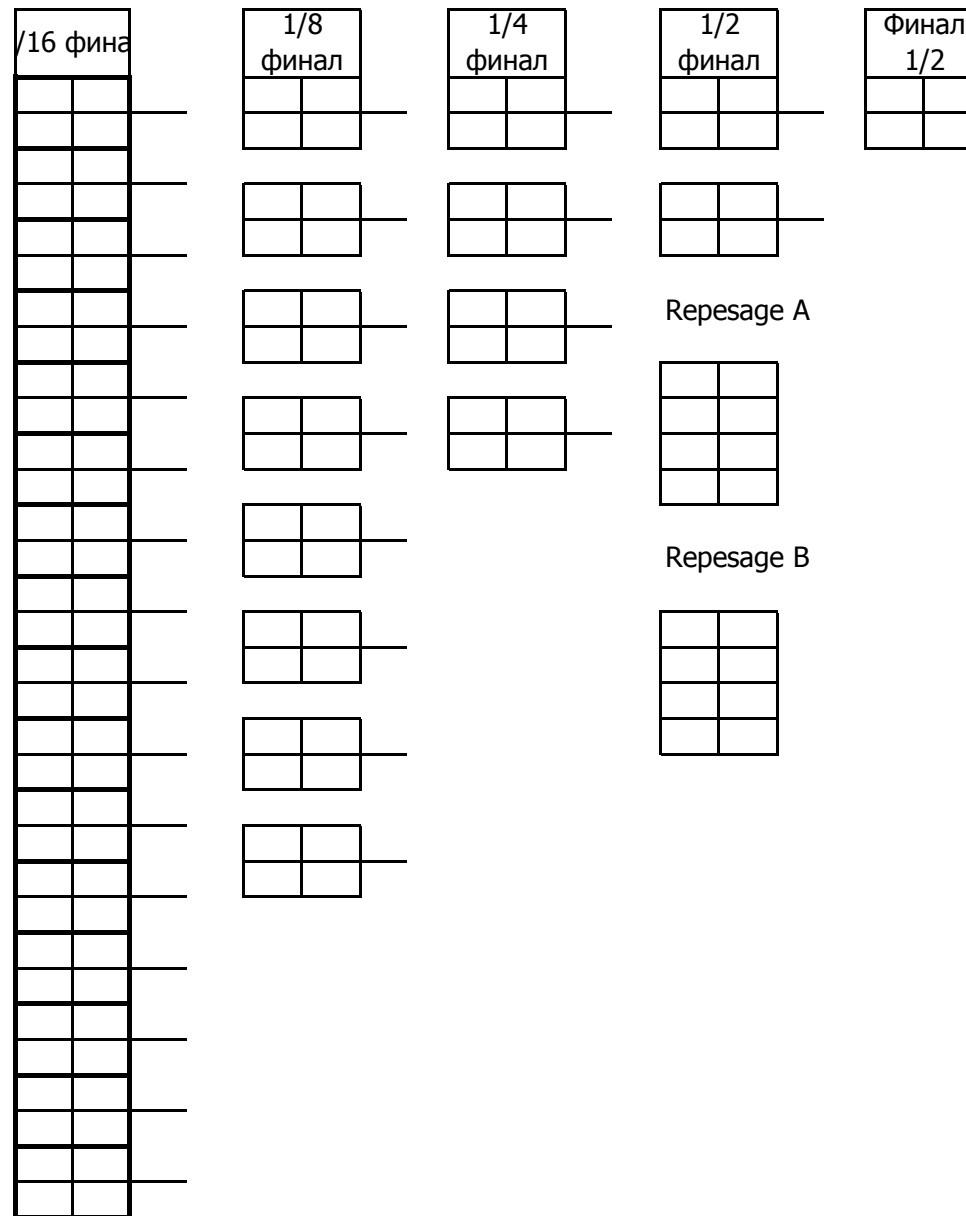 /16 фина
1/8
финал
1/4
финал
1/2
финал
Финал
1/2
Repesage A
Repesage B